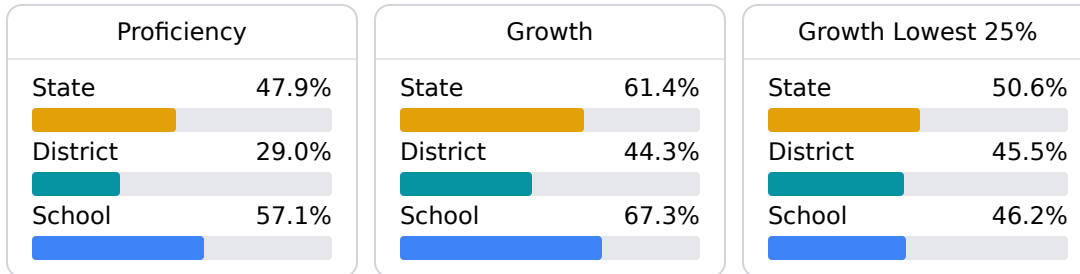 Proficiency
State 47.9%
District 29.0%
School 57.1%
Growth
State 61.4%
District 44.3%
School 67.3%
Growth Lowest 25%
State 50.6%
District 45.5%
School 46.2%